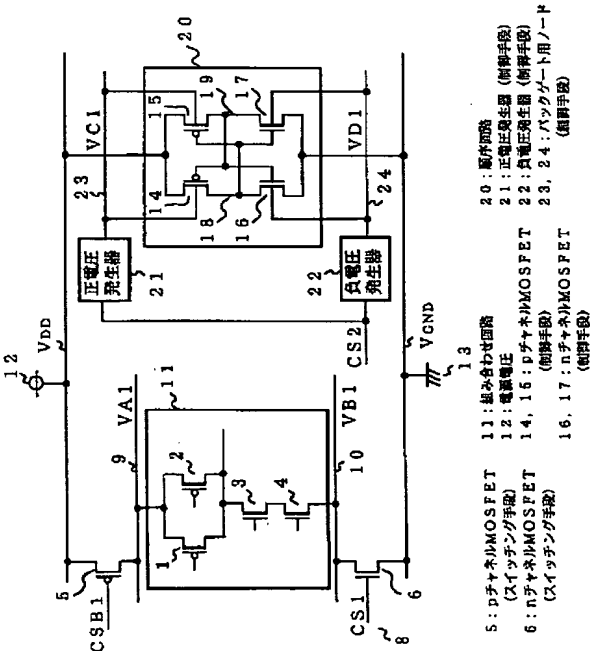 12
VDD
VA1
9
5
CSB1
11
1
2
3
4
VB1
10
CS1
8
6
VGND
13
正電圧
発生器
21
23
VC1
20
14
15
18
19
16
17
負電圧
発生器
22
CS2
24
VD1
5:pチャネルMOSFET
(スイッチング手段)
6:nチャネルMOSFET
(スイッチング手段)
11:組み合わせ回路
12:電源電圧
14, 15:pチャネルMOSFET
(制御手段)
16, 17:nチャネルMOSFET
(制御手段)
20:順序回路
21:正電圧発生器 (制御手段)
22:負電圧発生器 (制御手段)
23, 24:バックゲート用ノード
(制御手段)